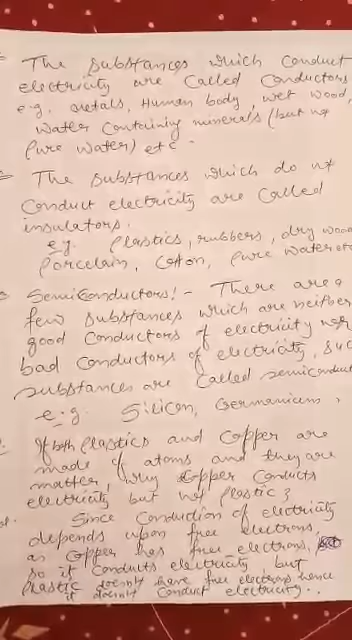 The substances which conduct
electricity are called conductors
e.g. metals, Human body, wet wood,
Water containing minerals (but not
Pure water) etc.
The substances which do not
Conduct electricity are called
insulators.
e.g. Plastics, rubbers, dry wood
Porcelain, Cotton, Pure water etc
Semiconductors:- There are a
few substances which are neither
good conductors of electricity nor
bad conductors of electricity, suc
substances are called semiconduct
e.g. Silicon, Germanium,
If both plastics and Copper are
made of atoms and they are
matter, why Copper conducts
electricity but not plastic?
Since Conduction of electricity
depends upon free electrons,
as Copper has free electrons,
so it conducts electricity but
Plastic doesn't have free electrons hence
it doesn't conduct electricity..